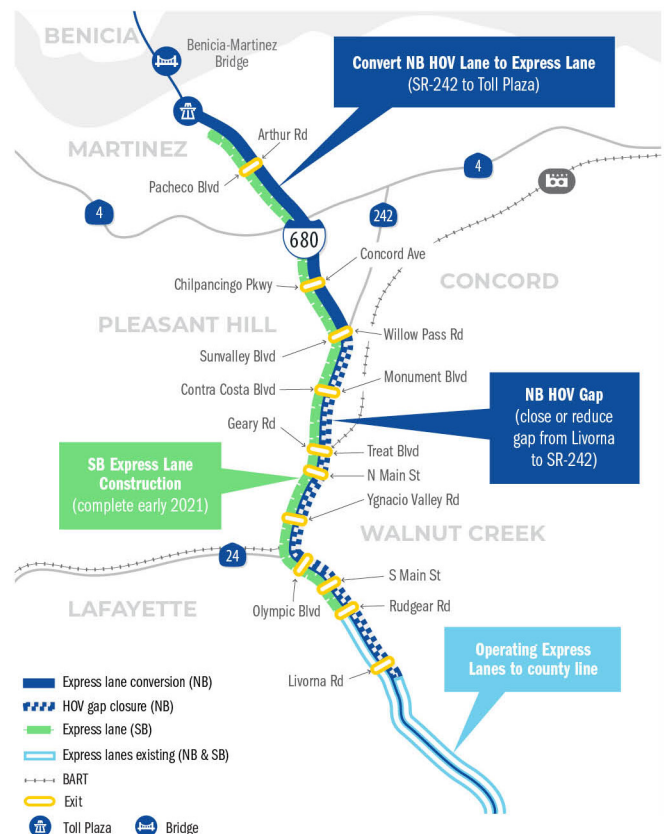 BENICIA
Benicia-Martinez
Bridge
Convert NB HOV Lane to Express Lane
(SR-242 to Toll Plaza)
Arthur Rd
MARTINEZ
Pacheco Blvd
4
4
242
680
Concord Ave
Chilpancingo Pkwy
CONCORD
PLEASANT HILL
Willow Pass Rd
Sunvalley Blvd
Monument Blvd
Contra Costa Blvd
NB HOV Gap
(close or reduce
gap from Livorna
to SR-242)
Geary Rd
Treat Blvd
SB Express Lane
Construction
(complete early 2021)
N Main St
Ygnacio Valley Rd
WALNUT CREEK
24
S Main St
LAFAYETTE
Olympic Blvd
Rudgear Rd
Operating Express
Lanes to county line
Livorna Rd
Express lane conversion (NB)
HOV gap closure (NB)
Express lane (SB)
Express lanes existing (NB & SB)
BART
Exit
Toll Plaza
Bridge